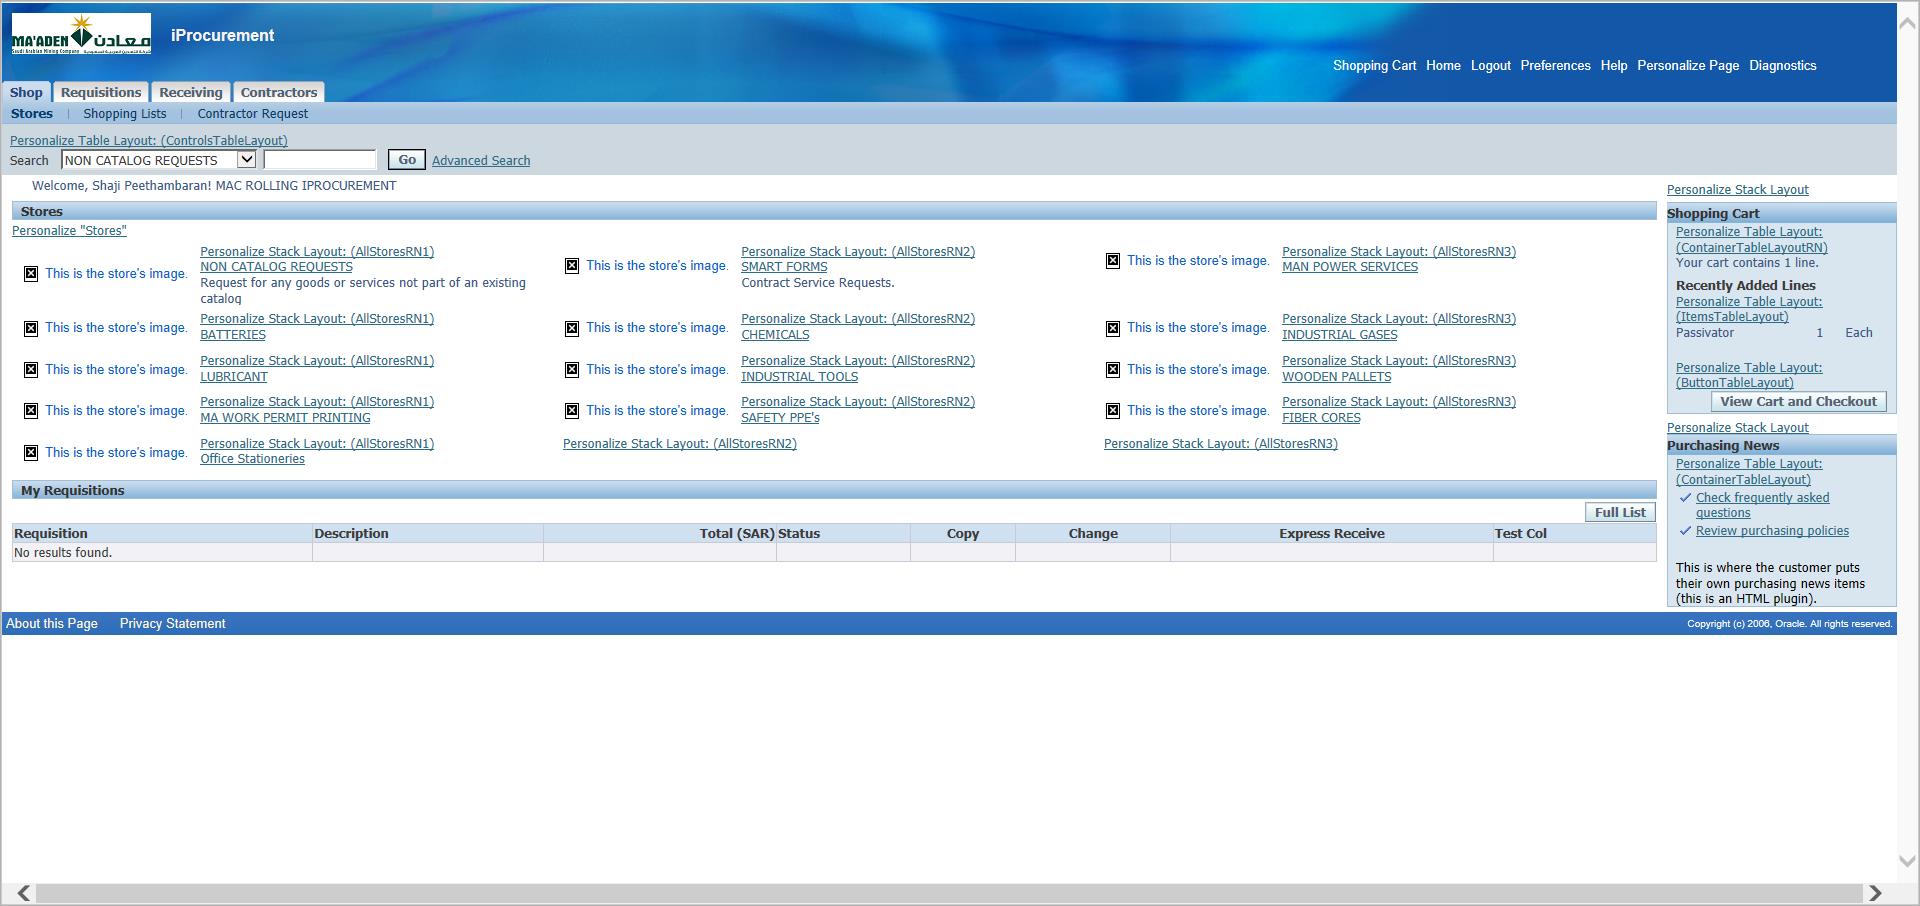 MA'ADEN معادن
Saudi Arabian Mining Company
iProcurement
Shopping Cart Home Logout Preferences Help Personalize Page Diagnostics
Shop Requisitions Receiving Contractors
Stores | Shopping Lists | Contractor Request
Personalize Table Layout: (ControlsTableLayout)
Search NON CATALOG REQUESTS Go Advanced Search
Welcome, Shaji Peethambaran! MAC ROLLING IPROCUREMENT
Stores
Personalize "Stores"
This is the store's image.
Personalize Stack Layout: (AllStoresRN1)
NON CATALOG REQUESTS
Request for any goods or services not part of an existing
catalog
This is the store's image.
Personalize Stack Layout: (AllStoresRN2)
SMART FORMS
Contract Service Requests.
This is the store's image.
Personalize Stack Layout: (AllStoresRN3)
MAN POWER SERVICES
This is the store's image.
Personalize Stack Layout: (AllStoresRN1)
BATTERIES
This is the store's image.
Personalize Stack Layout: (AllStoresRN2)
CHEMICALS
This is the store's image.
Personalize Stack Layout: (AllStoresRN3)
INDUSTRIAL GASES
This is the store's image.
Personalize Stack Layout: (AllStoresRN1)
LUBRICANT
This is the store's image.
Personalize Stack Layout: (AllStoresRN2)
INDUSTRIAL TOOLS
This is the store's image.
Personalize Stack Layout: (AllStoresRN3)
WOODEN PALLETS
This is the store's image.
Personalize Stack Layout: (AllStoresRN1)
MA WORK PERMIT PRINTING
This is the store's image.
Personalize Stack Layout: (AllStoresRN2)
SAFETY PPE's
This is the store's image.
Personalize Stack Layout: (AllStoresRN3)
FIBER CORES
This is the store's image.
Personalize Stack Layout: (AllStoresRN1)
Office Stationeries
Personalize Stack Layout: (AllStoresRN2)
Personalize Stack Layout: (AllStoresRN3)
My Requisitions
Full List
Requisition Description Total (SAR) Status Copy Change Express Receive Test Col
No results found.
Personalize Stack Layout
Shopping Cart
Personalize Table Layout:
(ContainerTableLayoutRN)
Your cart contains 1 line.
Recently Added Lines
Personalize Table Layout:
(ItemsTableLayout)
Passivator 1 Each
Personalize Table Layout:
(ButtonTableLayout)
View Cart and Checkout
Personalize Stack Layout
Purchasing News
Personalize Table Layout:
(ContainerTableLayout)
Check frequently asked
questions
Review purchasing policies
This is where the customer puts
their own purchasing news items
(this is an HTML plugin).
About this Page Privacy Statement
Copyright (c) 2006, Oracle. All rights reserved.